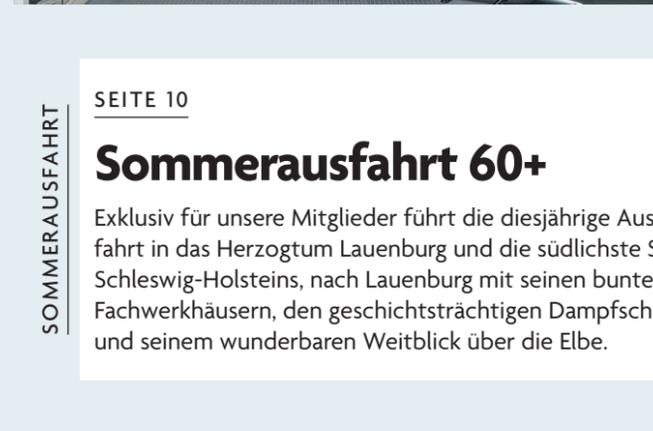 SOMMERAUSFAHRT
SEITE 10
Sommerausfahrt 60+
Exklusiv für unsere Mitglieder führt die diesjährige Aus
fahrt in das Herzogtum Lauenburg und die südlichste S
Schleswig-Holsteins, nach Lauenburg mit seinen bunte
Fachwerkhäusern, den geschichtsträchtigen Dampfsch
und seinem wunderbaren Weitblick über die Elbe.